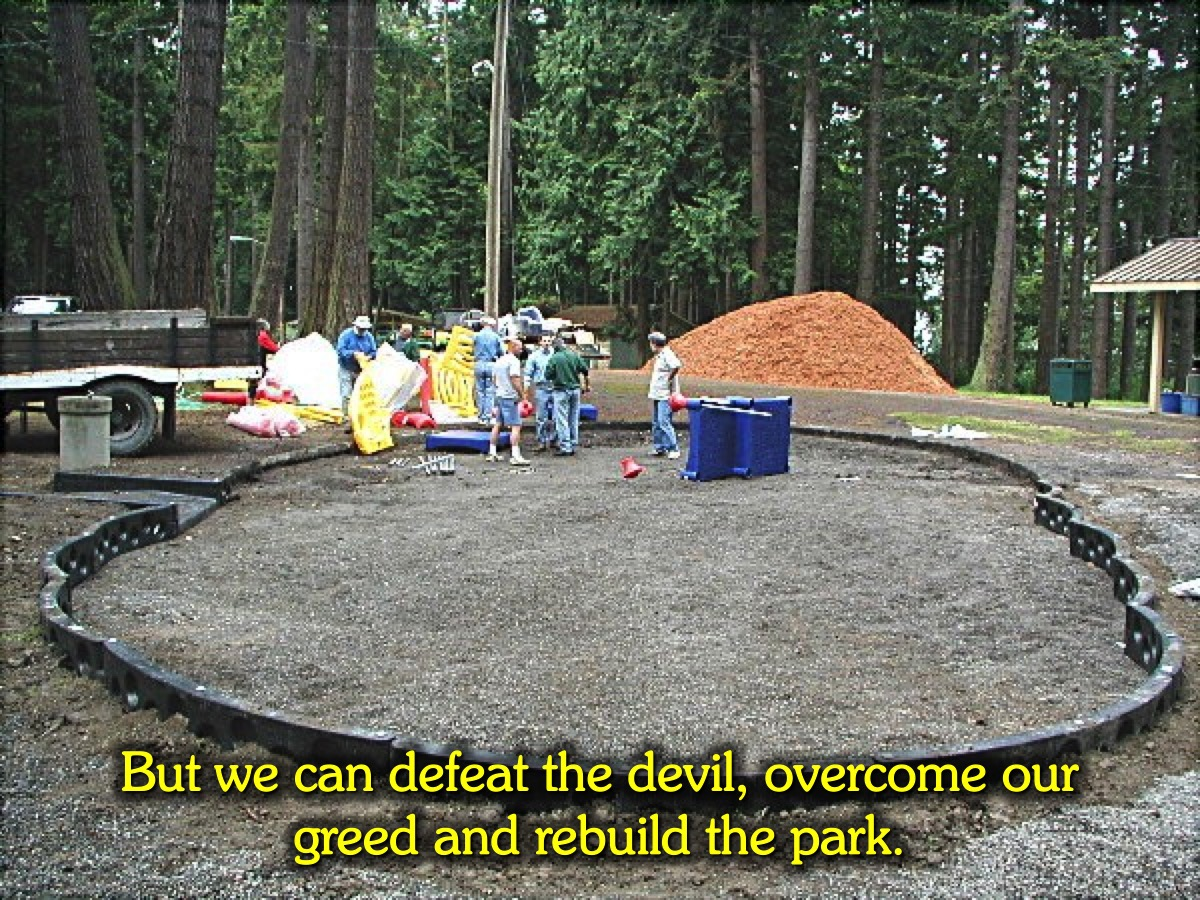 But we can defeat the devil, overcome our
greed and rebuild the park.